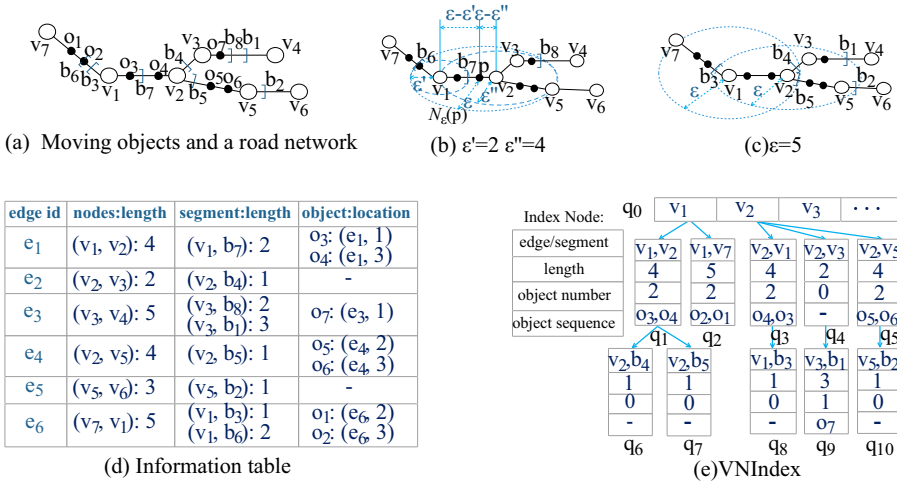 o₁
v₇
o₂
b₆
b₃
v₁
o₃
b₇
o₄
b₄
v₂
v₃
o₇
b₈
b₁
v₄
o₅
o₆
b₅
b₂
v₅
v₆
(a) Moving objects and a road network
ε-ε'
ε-ε''
v₇
b₆
v₃
b₈
v₄
b₇
p
ε'
v₁
ε
ε''
v₂
v₅
v₆
Nε(p)
(b) ε'=2 ε''=4
v₇
v₃
b₁
v₄
b₄
b₃
v₁
v₂
ε
ε
b₅
b₂
v₅
v₆
(c)ε=5
edge id nodes:length segment:length object:location
e₁ (v₁, v₂): 4 (v₁, b₇): 2 o₃: (e₁, 1)
o₄: (e₁, 3)
e₂ (v₂, v₃): 2 (v₂, b₄): 1 -
e₃ (v₃, v₄): 5 (v₃, b₈): 2 o₇: (e₃, 1)
(v₃, b₁): 3
e₄ (v₂, v₅): 4 (v₂, b₅): 1 o₅: (e₄, 2)
o₆: (e₄, 3)
e₅ (v₅, v₆): 3 (v₅, b₂): 1 -
e₆ (v₇, v₁): 5 (v₁, b₃): 1 o₁: (e₆, 2)
(v₁, b₆): 2 o₂: (e₆, 3)
(d) Information table
q₀ v₁ v₂ v₃ ···
Index Node:
edge/segment v₁,v₂ v₁,v₇ v₂,v₁ v₂,v₃ v₂,v₅
length 4 5 4 2 4
object number 2 2 2 0 2
object sequence o₃,o₄ o₂,o₁ o₄,o₃ - o₅,o₆
q₁ q₂ q₃ q₄ q₅
v₂,b₄ v₂,b₅ v₁,b₃ v₃,b₁ v₅,b₂
1 1 1 3 1
0 0 0 1 0
- - - o₇ -
q₆ q₇ q₈ q₉ q₁₀
(e)VNIndex